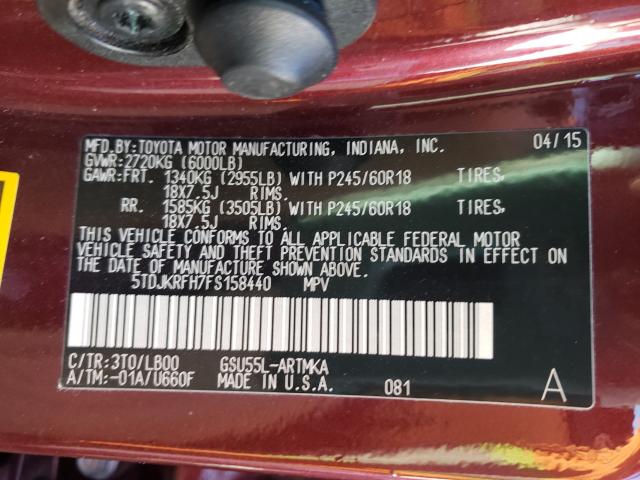 MFD.BY:TOYOTA MOTOR MANUFACTURING, INDIANA, INC. 04/15
GVWR:2720KG (6000LB)
GAWR:FRT. 1340KG (2955LB) WITH P245/60R18 TIRES,
18X7.5J RIMS.
RR. 1585KG (3505LB) WITH P245/60R18 TIRES,
18X7.5J RIMS.
THIS VEHICLE CONFORMS TO ALL APPLICABLE FEDERAL MOTOR
VEHICLE SAFETY AND THEFT PREVENTION STANDARDS IN EFFECT ON
THE DATE OF MANUFACTURE SHOWN ABOVE.
5TDJKRFH7FS158440 MPV
C/TR:3T0/LB00 GSU55L-ARTMKA
A/TM:-01A/U660F MADE IN U.S.A. 081 A